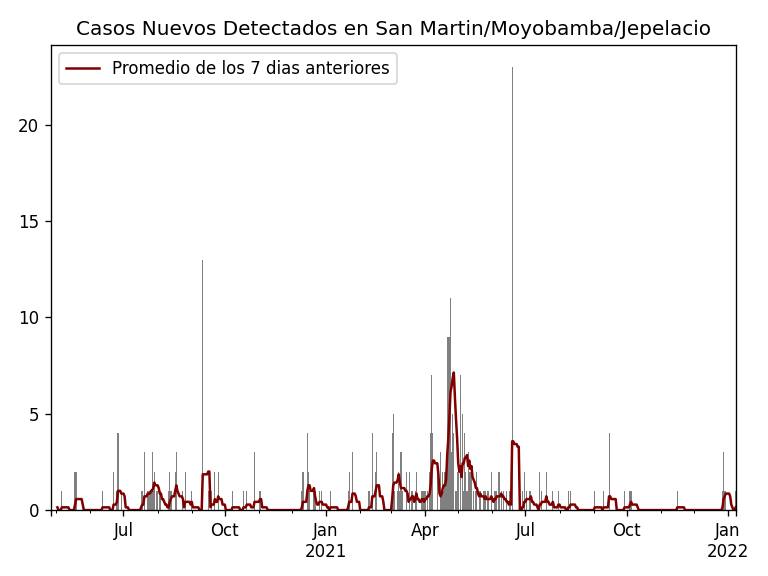 Casos Nuevos Detectados en San Martin/Moyobamba/Jepelacio
Promedio de los 7 dias anteriores
20
15
10
5
0
Jul Oct Jan Apr Jul Oct Jan
2021 2022